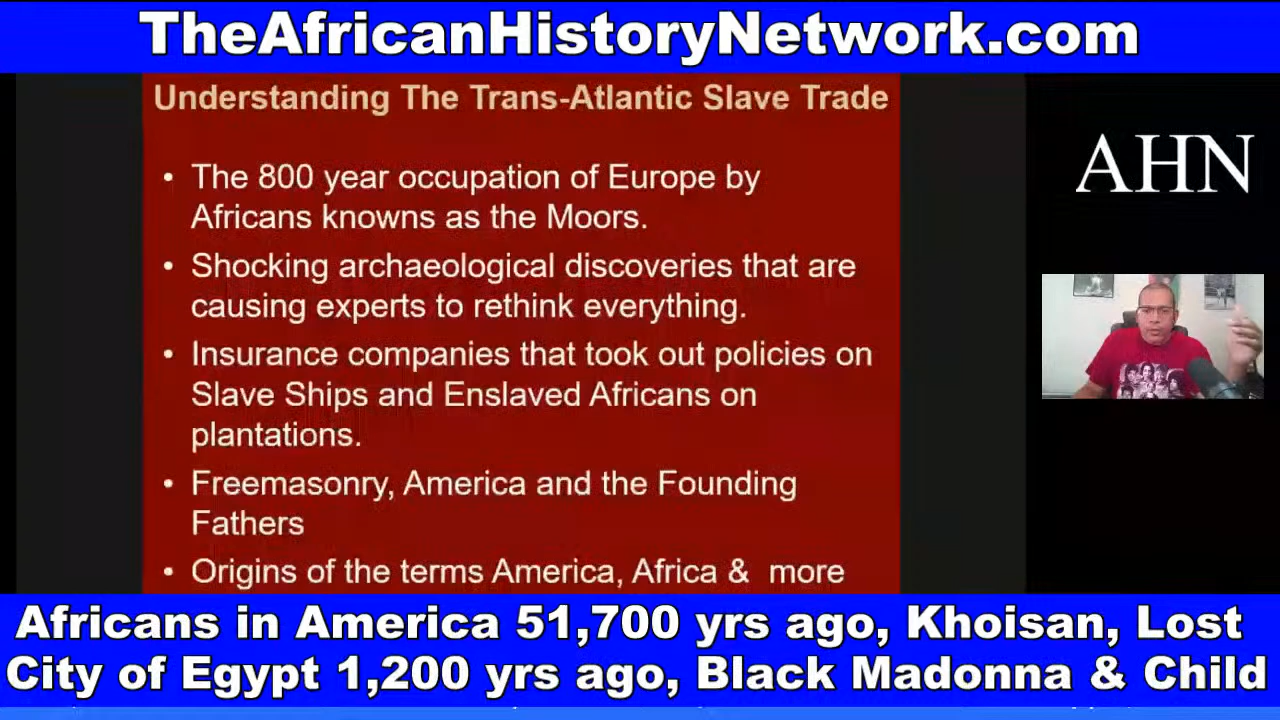 TheAfricanHistoryNetwork.com
Understanding The Trans-Atlantic Slave Trade
AHN
• The 800 year occupation of Europe by
Africans knowns as the Moors.
• Shocking archaeological discoveries that are
causing experts to rethink everything.
• Insurance companies that took out policies on
Slave Ships and Enslaved Africans on
plantations.
• Freemasonry, America and the Founding
Fathers
• Origins of the terms America, Africa & more
Africans in America 51,700 yrs ago, Khoisan, Lost
City of Egypt 1,200 yrs ago, Black Madonna & Child